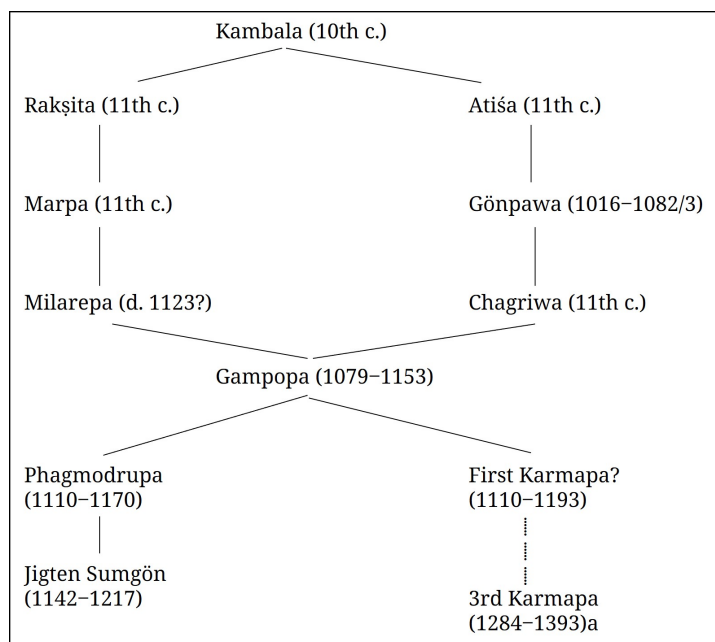 Kambala (10th c.)
Rakṣita (11th c.)
Atiśa (11th c.)
Marpa (11th c.)
Gönpawa (1016–1082/3)
Milarepa (d. 1123?)
Chagriwa (11th c.)
Gampopa (1079–1153)
Phagmodrupa
(1110–1170)
First Karmapa?
(1110–1193)
Jigten Sumgön
(1142–1217)
3rd Karmapa
(1284–1393)a